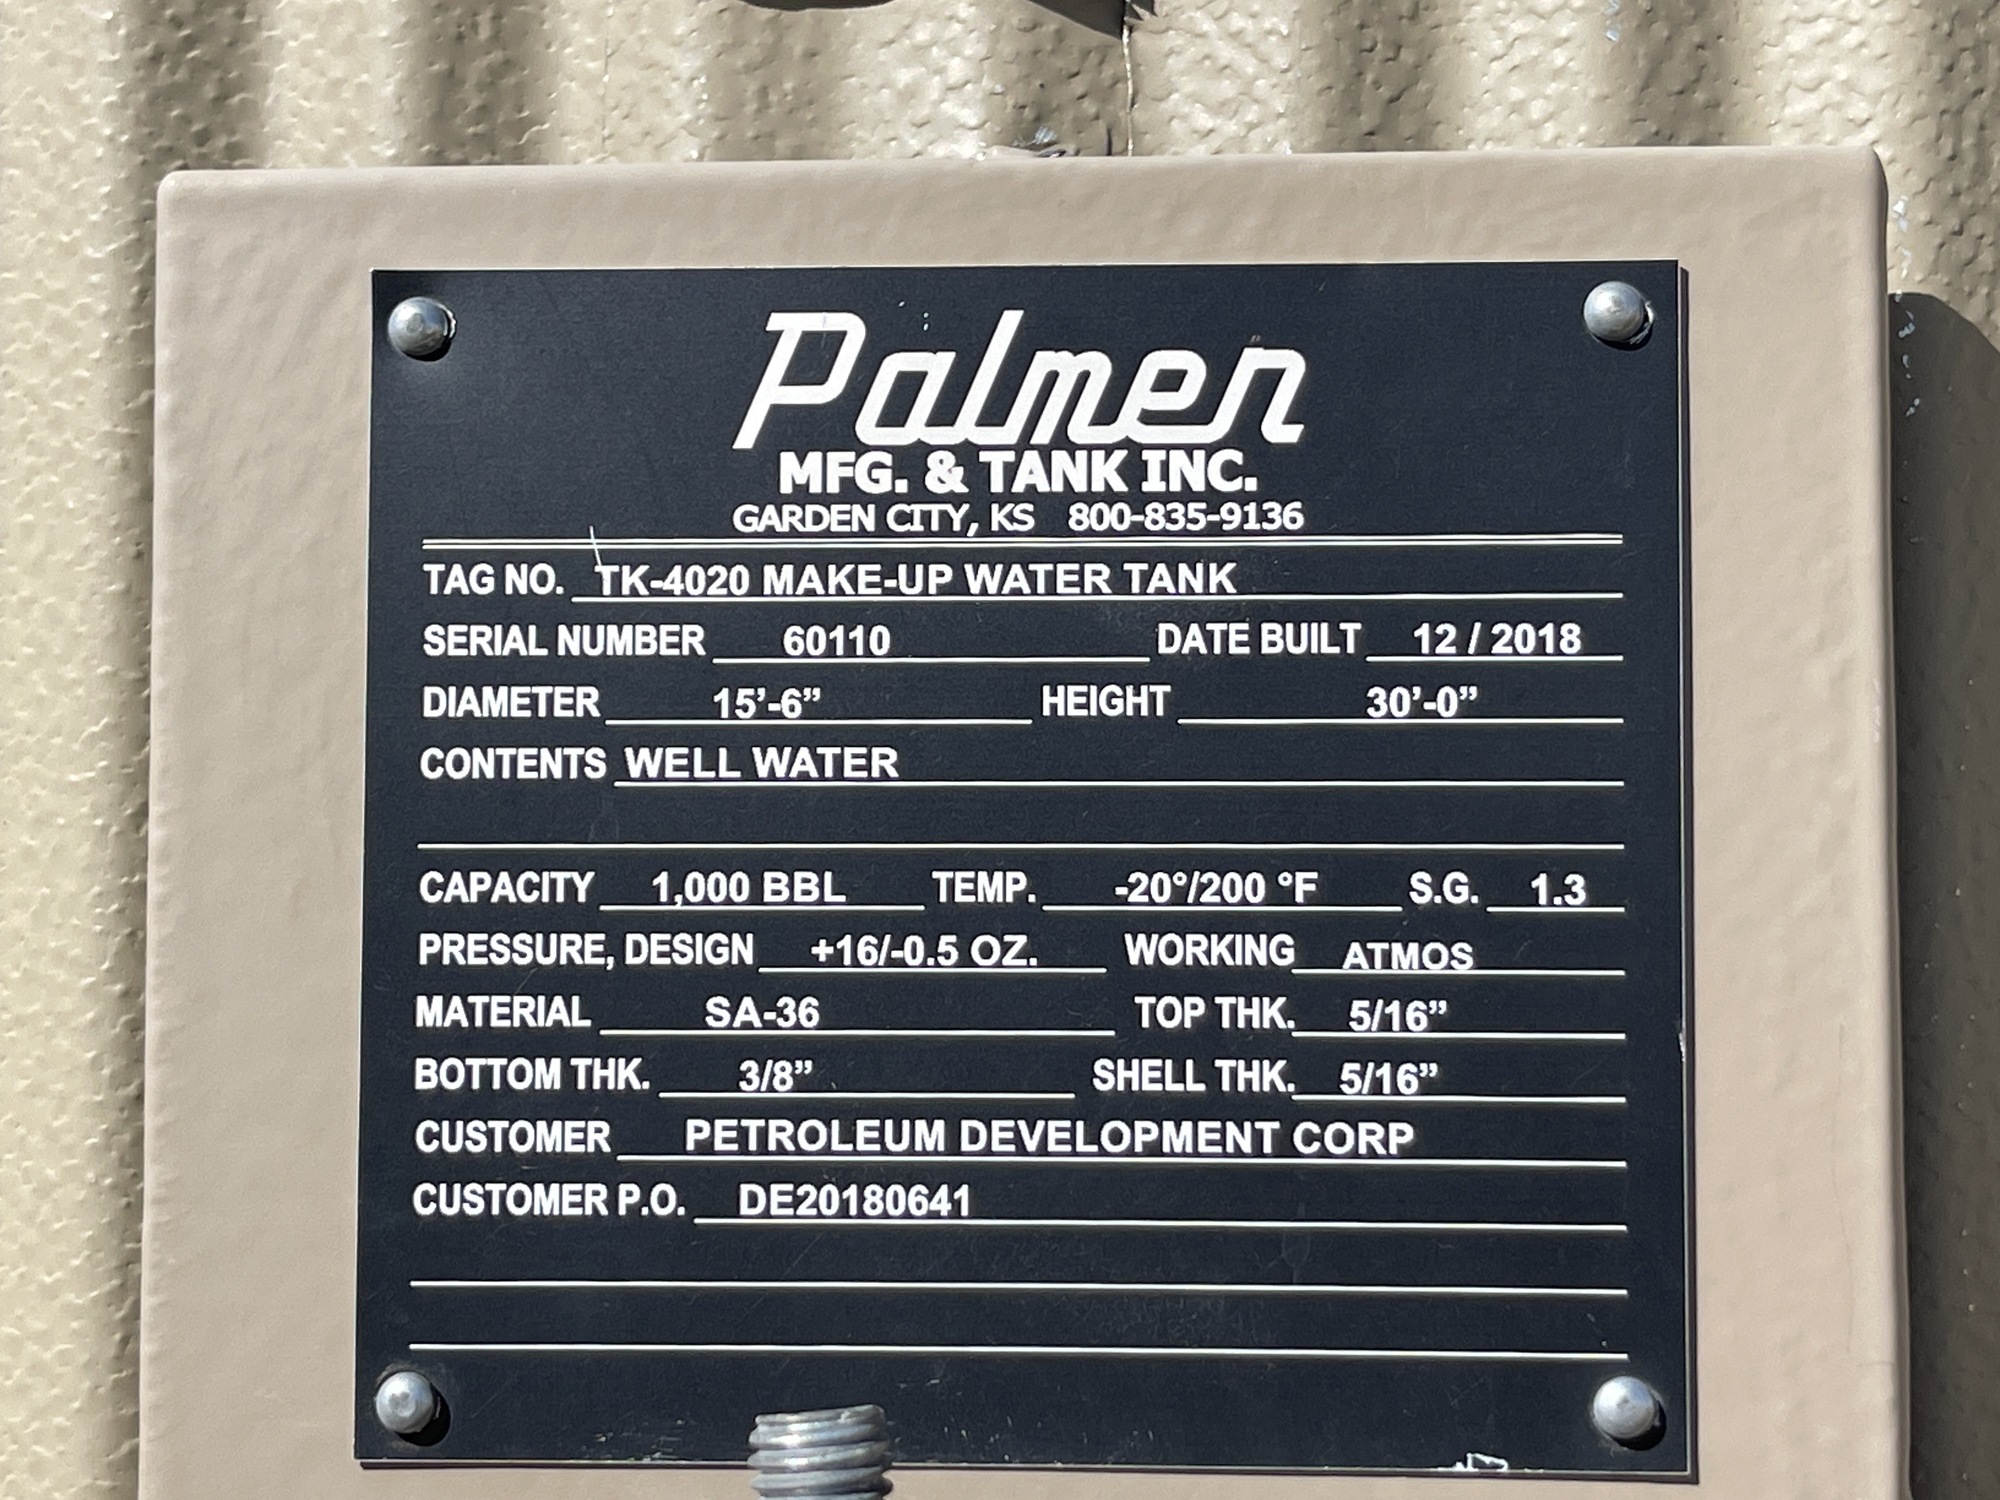 Palmer
MFG. & TANK INC.
GARDEN CITY, KS 800-835-9136
TAG NO. TK-4020 MAKE-UP WATER TANK
SERIAL NUMBER 60110 DATE BUILT 12 / 2018
DIAMETER 15’-6” HEIGHT 30’-0”
CONTENTS WELL WATER
CAPACITY 1,000 BBL TEMP. -20°/200 °F S.G. 1.3
PRESSURE, DESIGN +16/-0.5 OZ. WORKING ATMOS
MATERIAL SA-36 TOP THK. 5/16”
BOTTOM THK. 3/8” SHELL THK. 5/16”
CUSTOMER PETROLEUM DEVELOPMENT CORP
CUSTOMER P.O. DE20180641